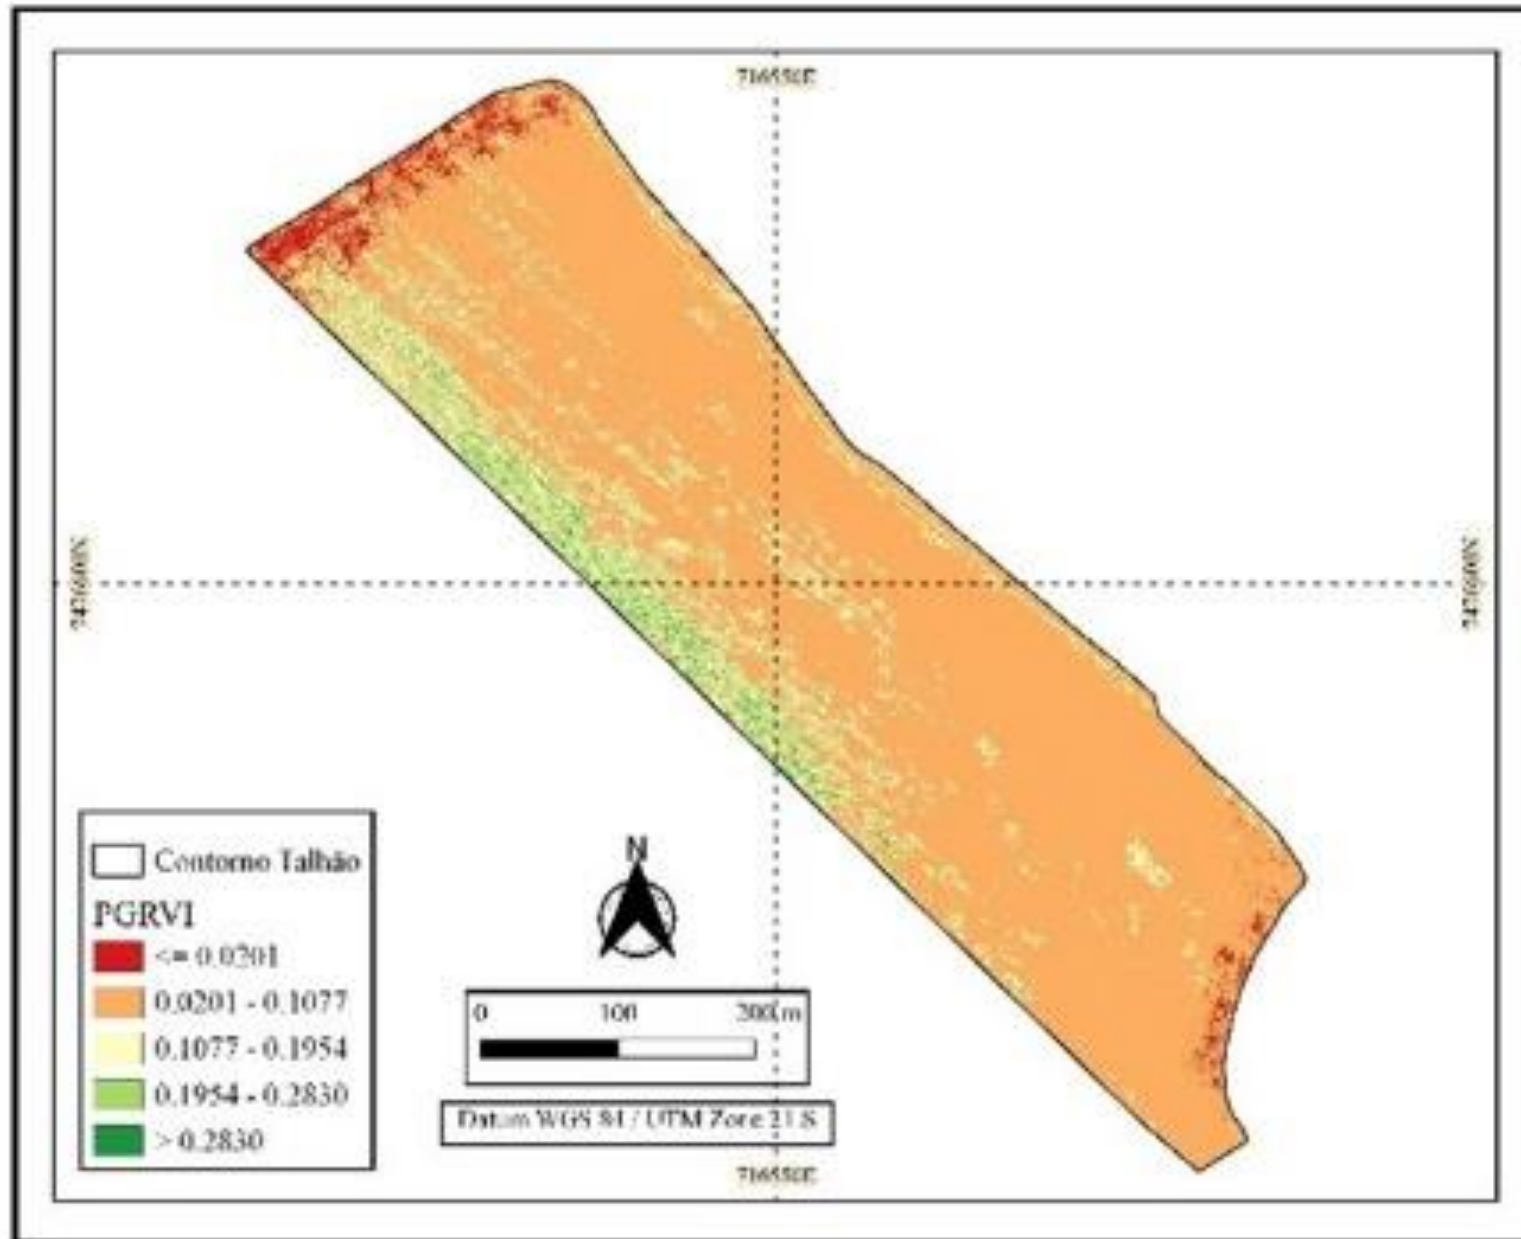 N
Contorno Talhão
PGRVI
<= 0.0201
0.0201 - 0.1077
0.1077 - 0.1954
0.1954 - 0.2830
> 0.2830
0 100 200 m
Datum WGS 84 / UTM Zone 21 S